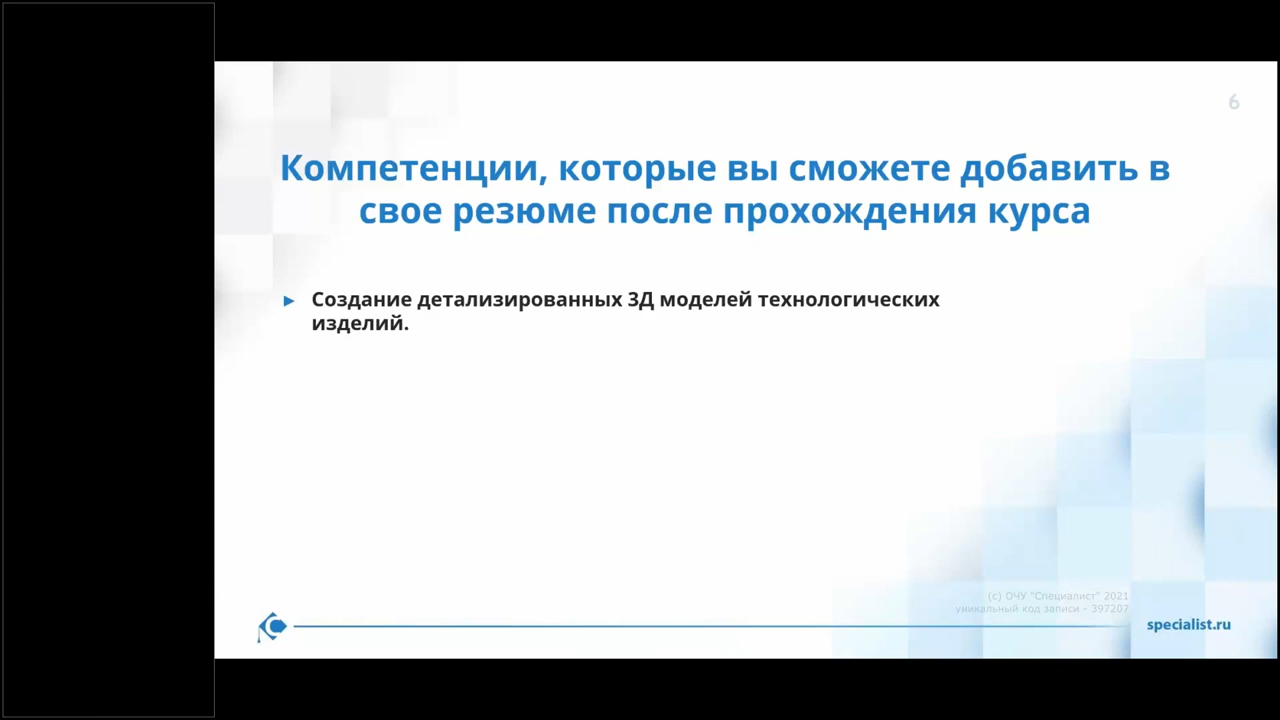 6
Компетенции, которые вы сможете добавить в
свое резюме после прохождения курса
► Создание детализированных 3Д моделей технологических
изделий.
(с) ОЧУ "Специалист" 2021
уникальный код записи - 397207
specialist.ru